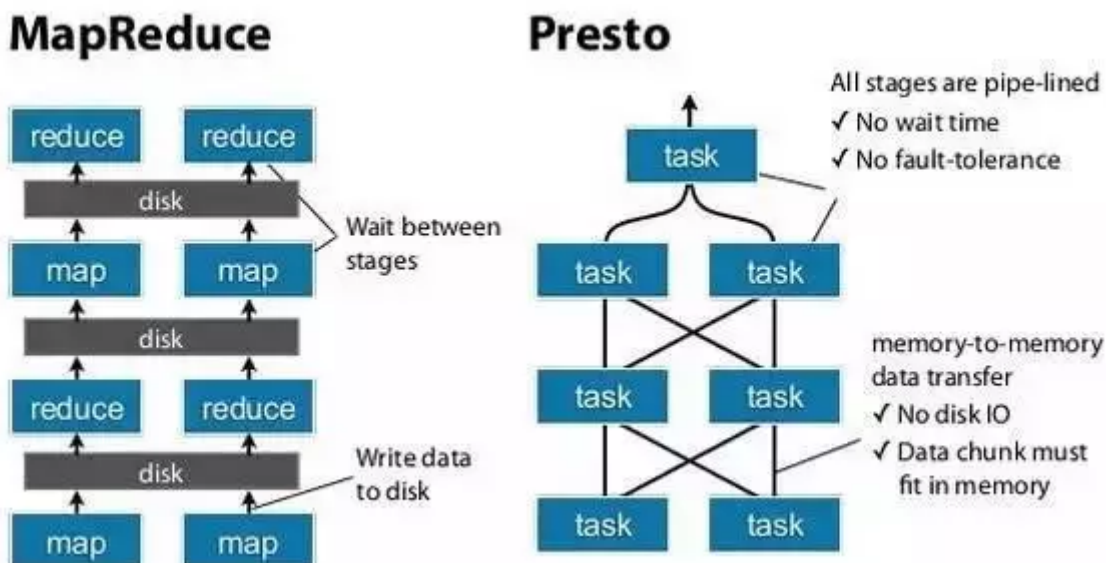 MapReduce
reduce reduce
disk
Wait between
stages
map map
disk
reduce reduce
disk
Write data
to disk
map map
Presto
All stages are pipe-lined
✓ No wait time
✓ No fault-tolerance
task
task task
memory-to-memory
data transfer
✓ No disk IO
✓ Data chunk must
fit in memory
task task
task task